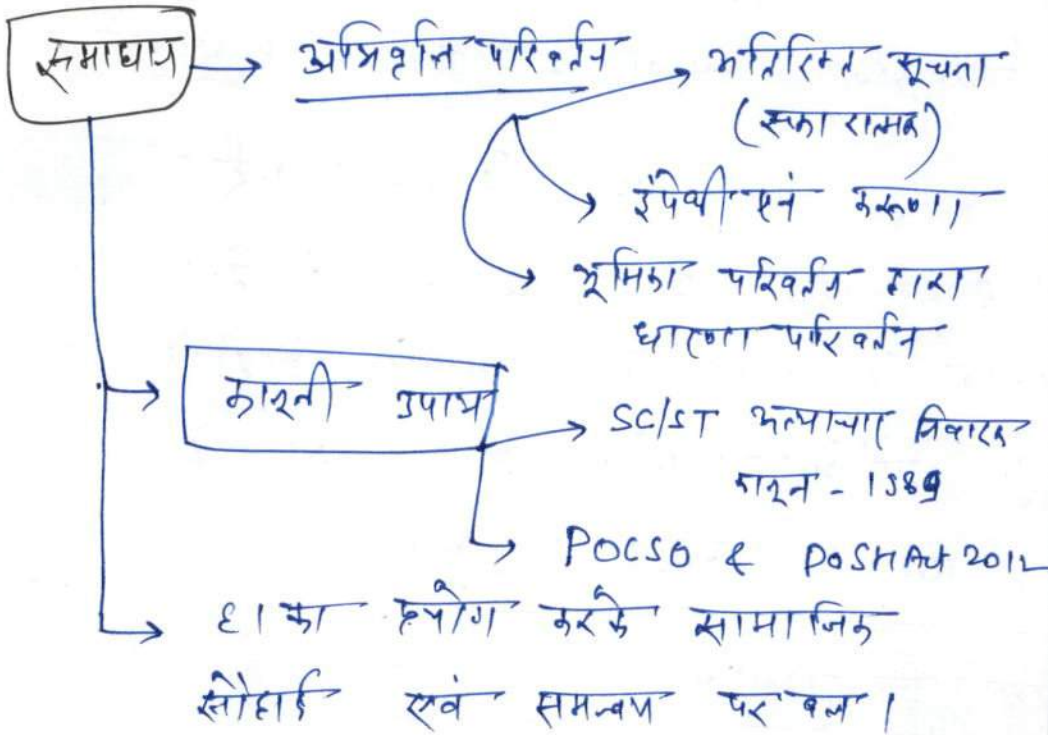 समाधान → अभिवृत्ति परिवर्तन
→ अतिरिक्त सूचना
(सकारात्मक)
→ इंपेथी एवं करूणा
→ भूमिका परिवर्तन द्वारा
धारणा परिवर्तन
→ कानूनी उपाय
→ SC/ST अत्याचार निवारक
कानून - 1989
→ POCSO & POSH Act 2012
→ EI का प्रयोग करके सामाजिक
सौहार्द एवं समन्वय पर बल।